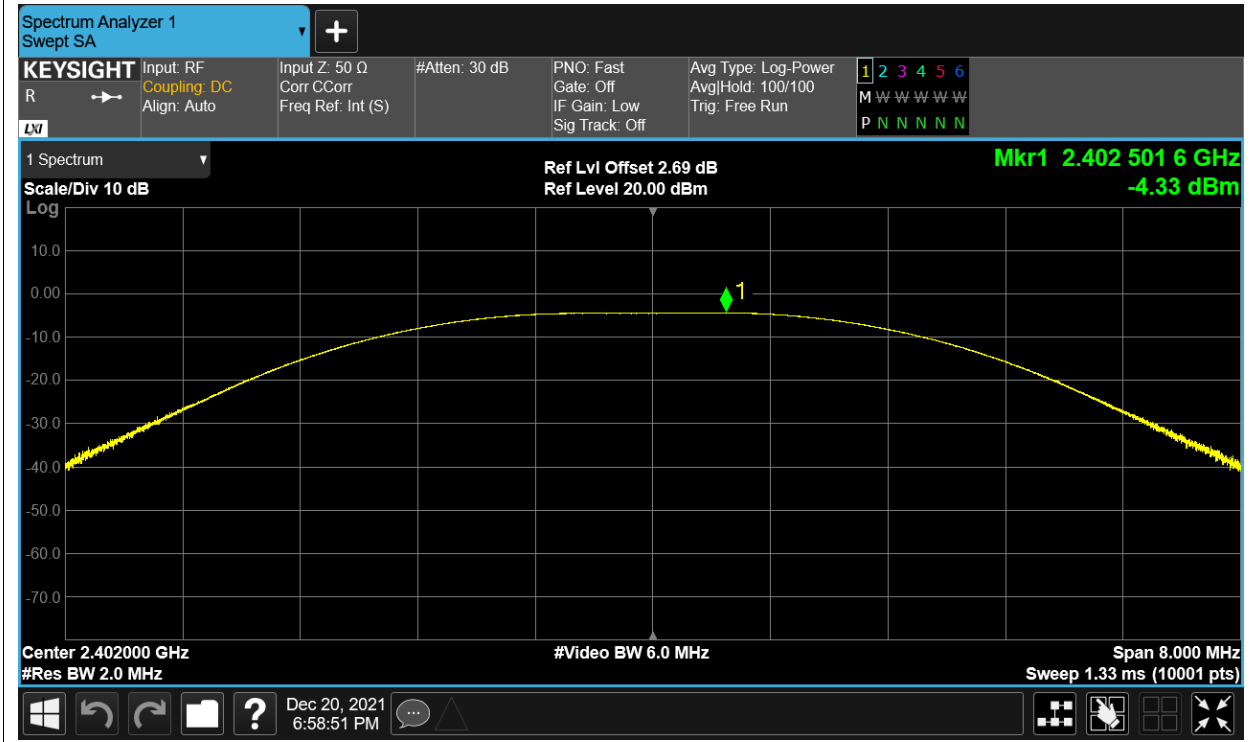 Spectrum Analyzer 1
Swept SA
KEYSIGHT
R
LXI
Input: RF
Coupling: DC
Align: Auto
Input Z: 50 Ω
Corr CCorr
Freq Ref: Int (S)
#Atten: 30 dB
PNO: Fast
Gate: Off
IF Gain: Low
Sig Track: Off
Avg Type: Log-Power
Avg|Hold: 100/100
Trig: Free Run
1 2 3 4 5 6
M W W W W W
P N N N N N
1 Spectrum
Scale/Div 10 dB
Log
Ref Lvl Offset 2.69 dB
Ref Level 20.00 dBm
Mkr1 2.402 501 6 GHz
-4.33 dBm
10.0
0.00
-10.0
-20.0
-30.0
-40.0
-50.0
-60.0
-70.0
1
Center 2.402000 GHz
#Video BW 6.0 MHz
Span 8.000 MHz
#Res BW 2.0 MHz
Sweep 1.33 ms (10001 pts)
?
Dec 20, 2021
6:58:51 PM